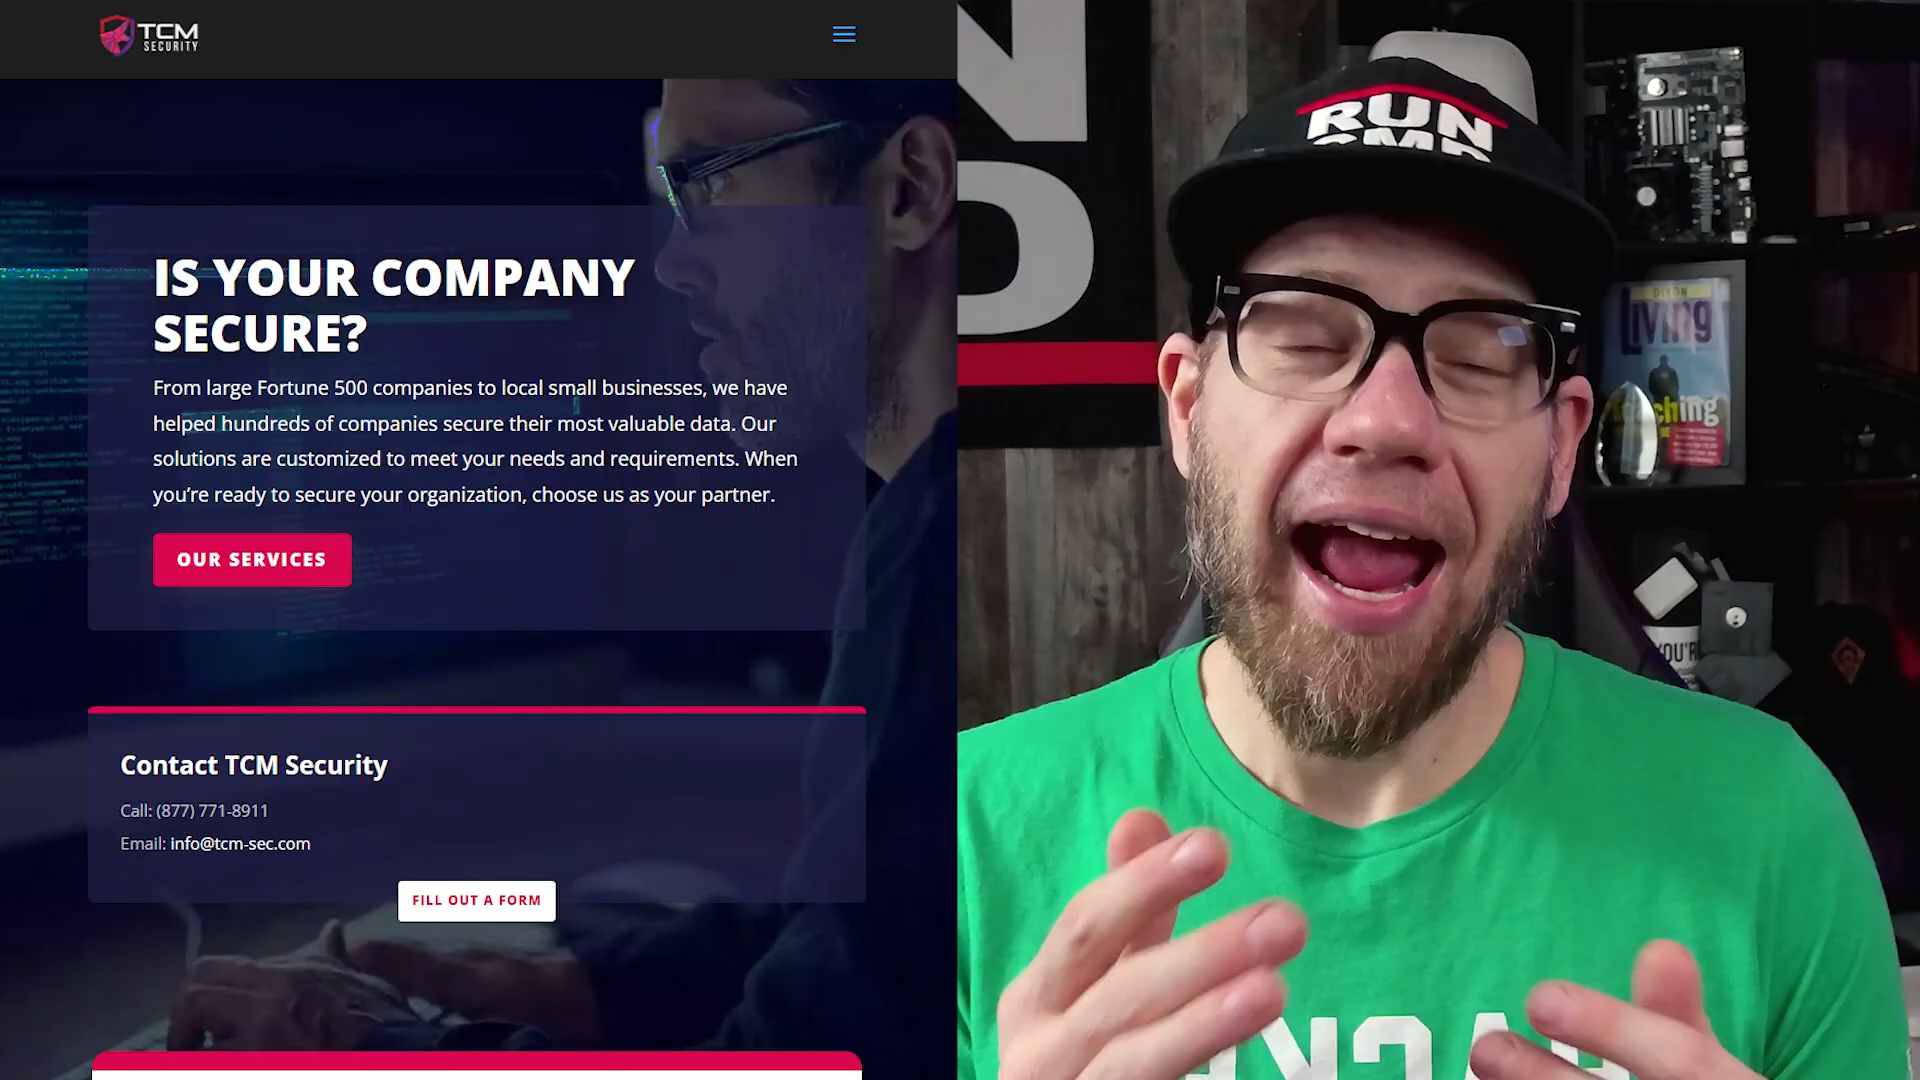 TCM
SECURITY
IS YOUR COMPANY
SECURE?
From large Fortune 500 companies to local small businesses, we have
helped hundreds of companies secure their most valuable data. Our
solutions are customized to meet your needs and requirements. When
you’re ready to secure your organization, choose us as your partner.
OUR SERVICES
Contact TCM Security
Call: (877) 771-8911
Email: info@tcm-sec.com
FILL OUT A FORM
RUN
CMD
N
D
Living
YOU'R